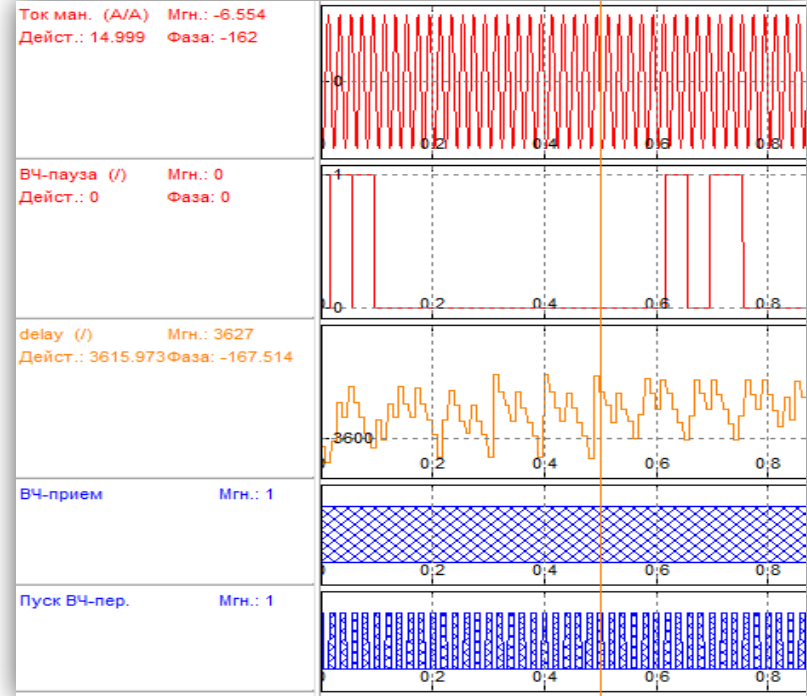 Ток ман. (А/А) Мгн.: -6.554
Дейст.: 14.999 Фаза: -162
0
0.2 0.4 0.6 0.8
ВЧ-пауза (/) Мгн.: 0
Дейст.: 0 Фаза: 0
1
0
0.2 0.4 0.6 0.8
delay (/) Мгн.: 3627
Дейст.: 3615.973 Фаза: -167.514
3600
0.2 0.4 0.6 0.8
ВЧ-прием Мгн.: 1
0 0.2 0.4 0.6 0.8
Пуск ВЧ-пер. Мгн.: 1
0 0.2 0.4 0.6 0.8